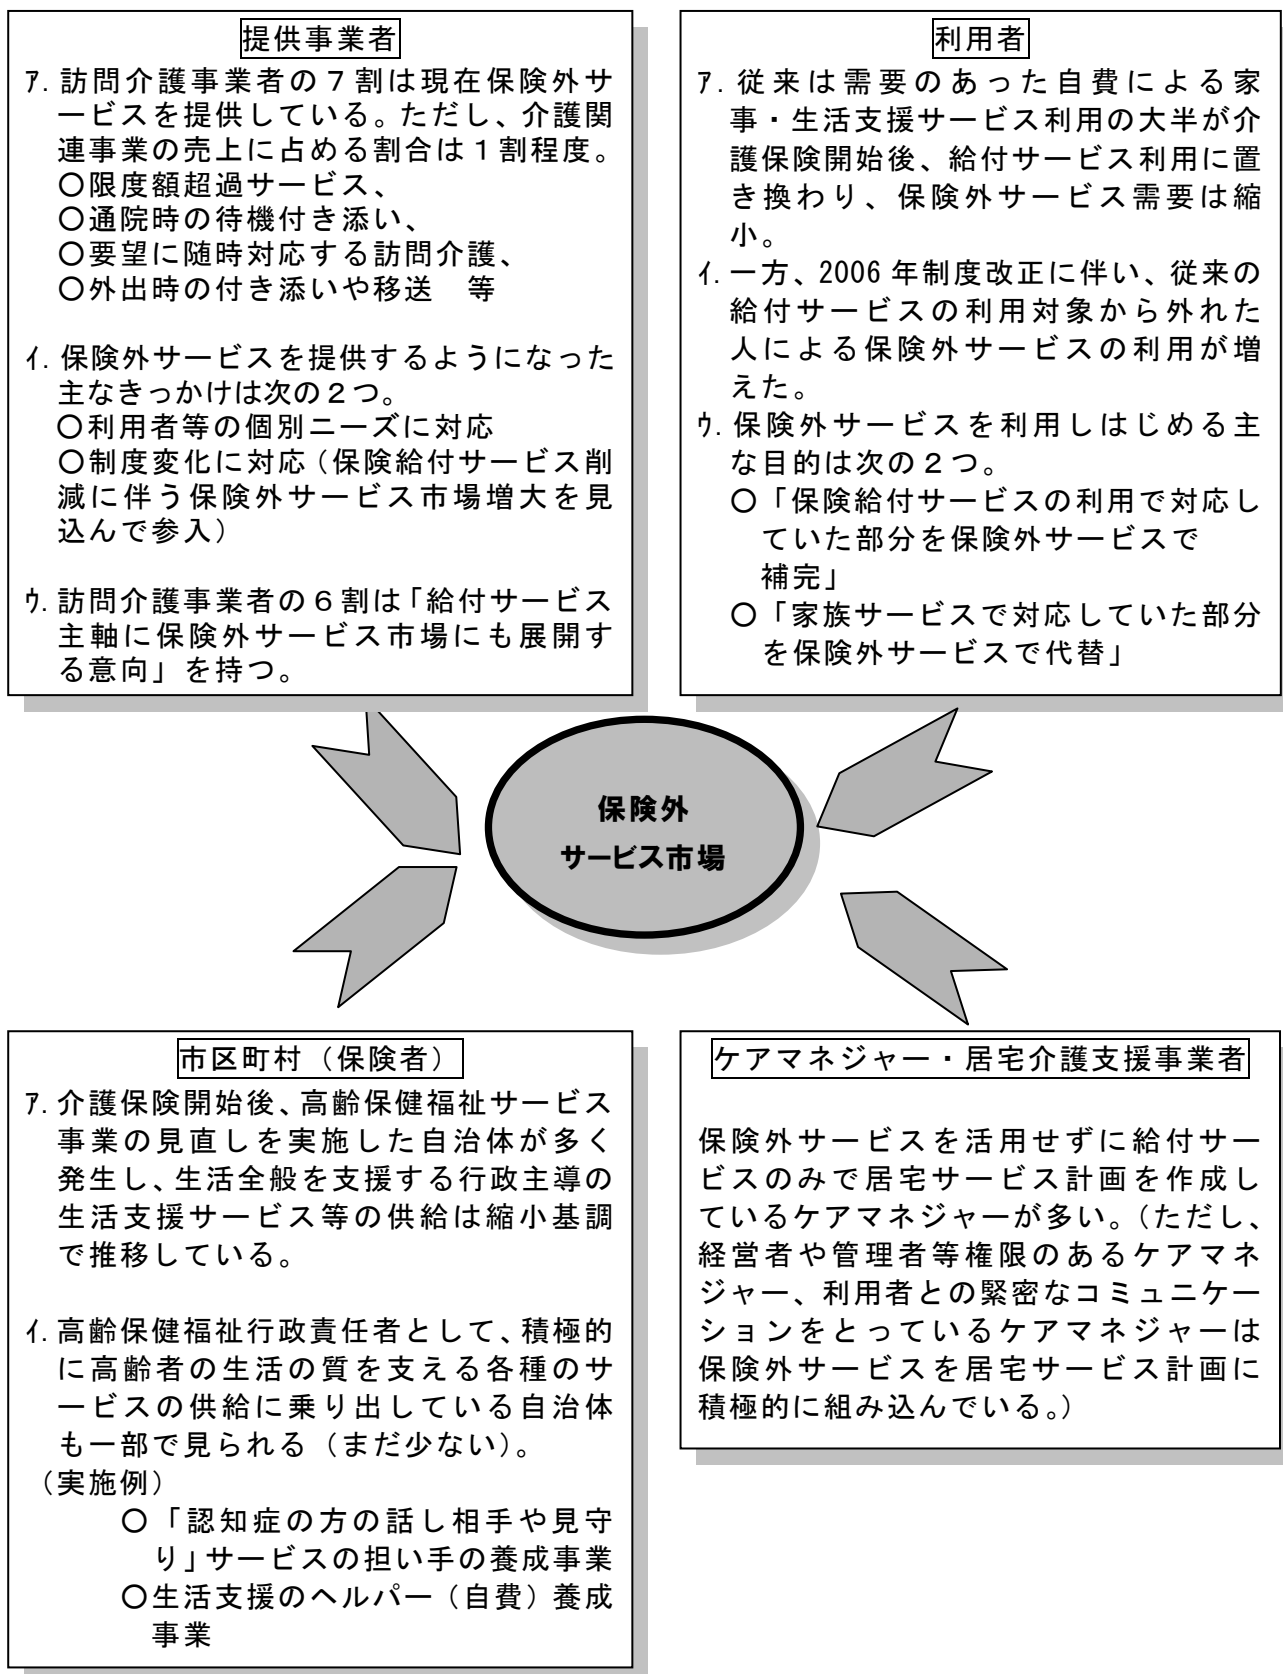 提供事業者
ｱ. 訪問介護事業者の７割は現在保険外サ
ービスを提供している。ただし、介護関
連事業の売上に占める割合は１割程度。
○限度額超過サービス、
○通院時の待機付き添い、
○要望に随時対応する訪問介護、
○外出時の付き添いや移送　等
ｲ. 保険外サービスを提供するようになった
主なきっかけは次の２つ。
○利用者等の個別ニーズに対応
○制度変化に対応（保険給付サービス削
減に伴う保険外サービス市場増大を見
込んで参入）
ｳ. 訪問介護事業者の６割は「給付サービス
主軸に保険外サービス市場にも展開す
る意向」を持つ。
利用者
ｱ. 従来は需要のあった自費による家
事・生活支援サービス利用の大半が介
護保険開始後、給付サービス利用に置
き換わり、保険外サービス需要は縮
小。
ｲ. 一方、2006 年制度改正に伴い、従来の
給付サービスの利用対象から外れた
人による保険外サービスの利用が増
えた。
ｳ. 保険外サービスを利用しはじめる主
な目的は次の２つ。
○「保険給付サービスの利用で対応し
ていた部分を保険外サービスで
補完」
○「家族サービスで対応していた部分
を保険外サービスで代替」
保険外
サービス市場
市区町村（保険者）
ｱ. 介護保険開始後、高齢保健福祉サービス
事業の見直しを実施した自治体が多く
発生し、生活全般を支援する行政主導の
生活支援サービス等の供給は縮小基調
で推移している。
ｲ. 高齢保健福祉行政責任者として、積極的
に高齢者の生活の質を支える各種のサ
ービスの供給に乗り出している自治体
も一部で見られる（まだ少ない）。
（実施例）
○「認知症の方の話し相手や見守
り」サービスの担い手の養成事業
○生活支援のヘルパー（自費）養成
事業
ケアマネジャー・居宅介護支援事業者
保険外サービスを活用せずに給付サー
ビスのみで居宅サービス計画を作成し
ているケアマネジャーが多い。（ただし、
経営者や管理者等権限のあるケアマネ
ジャー、利用者との緊密なコミュニケー
ションをとっているケアマネジャーは
保険外サービスを居宅サービス計画に
積極的に組み込んでいる。）